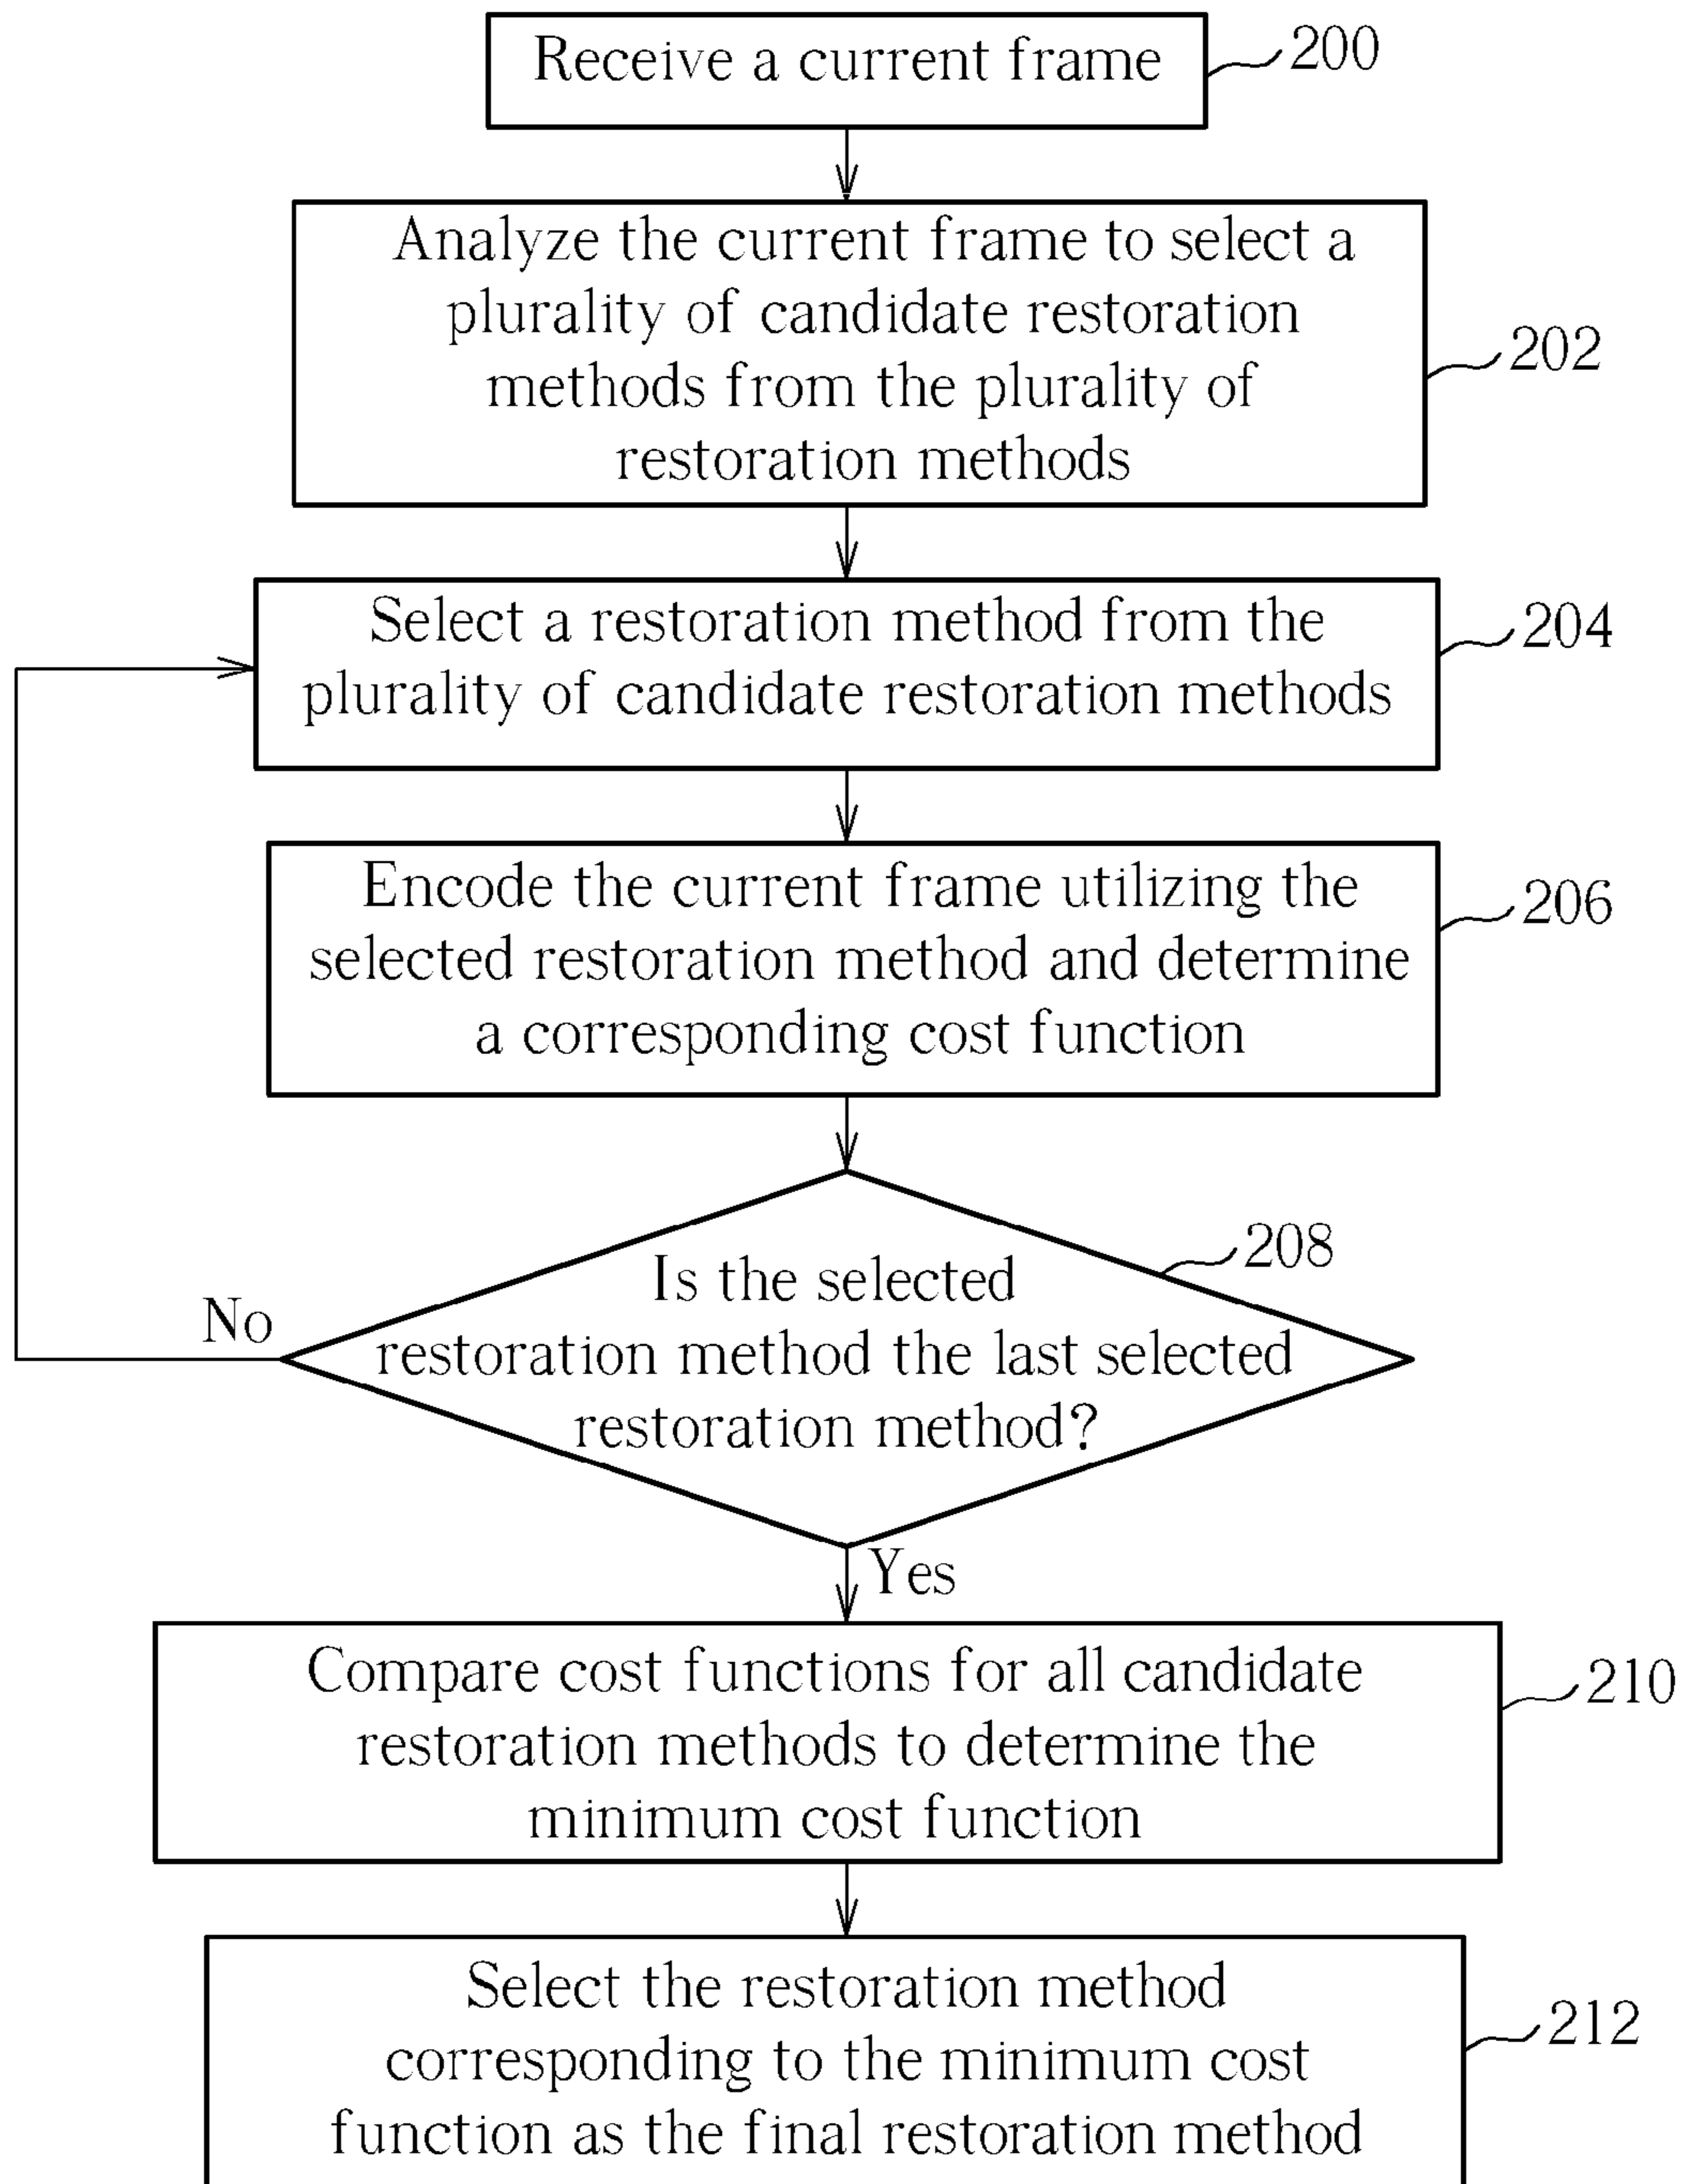 Receive a current frame
200
Analyze the current frame to select a
plurality of candidate restoration
methods from the plurality of
restoration methods
202
Select a restoration method from the
plurality of candidate restoration methods
204
Encode the current frame utilizing the
selected restoration method and determine
a corresponding cost function
206
Is the selected
restoration method the last selected
restoration method?
208
No
Yes
Compare cost functions for all candidate
restoration methods to determine the
minimum cost function
210
Select the restoration method
corresponding to the minimum cost
function as the final restoration method
212